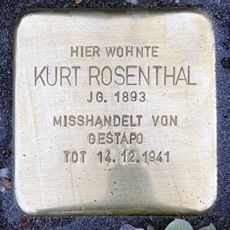 HIER WOHNTE
KURT ROSENTHAL
JG. 1893
MISSHANDELT VON
GESTAPO
TOT 14.12.1941